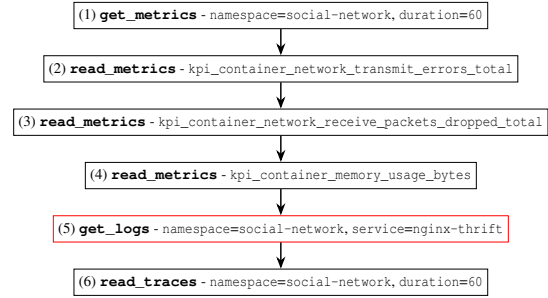 (1) get_metrics - namespace=social-network, duration=60
(2) read_metrics - kpi_container_network_transmit_errors_total
(3) read_metrics - kpi_container_network_receive_packets_dropped_total
(4) read_metrics - kpi_container_memory_usage_bytes
(5) get_logs - namespace=social-network, service=nginx-thrift
(6) read_traces - namespace=social-network, duration=60